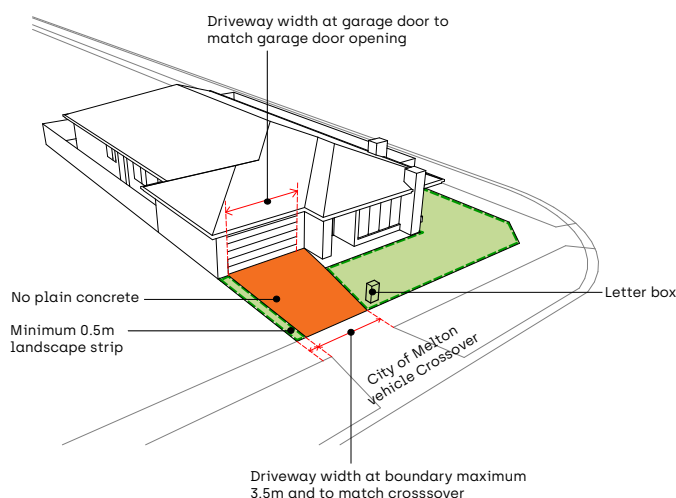 Driveway width at garage door to
match garage door opening
No plain concrete
Letter box
Minimum 0.5m
landscape strip
City of Melton
vehicle Crossover
Driveway width at boundary maximum
3.5m and to match crosssover